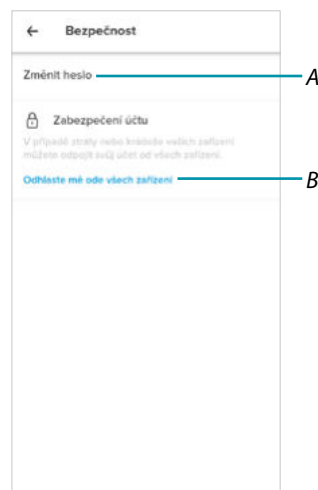 ← Bezpečnost
Změnit heslo
A
Zabezpečení účtu
V případě ztráty nebo krádeže vašich zařízení
můžete odpojit svůj účet od všech zařízení.
Odhlaste mě ode všech zařízení
B